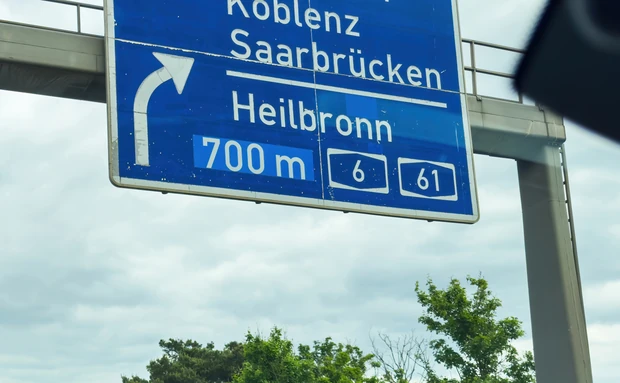 Koblenz
Saarbrücken
Heilbronn
700 m 6 61